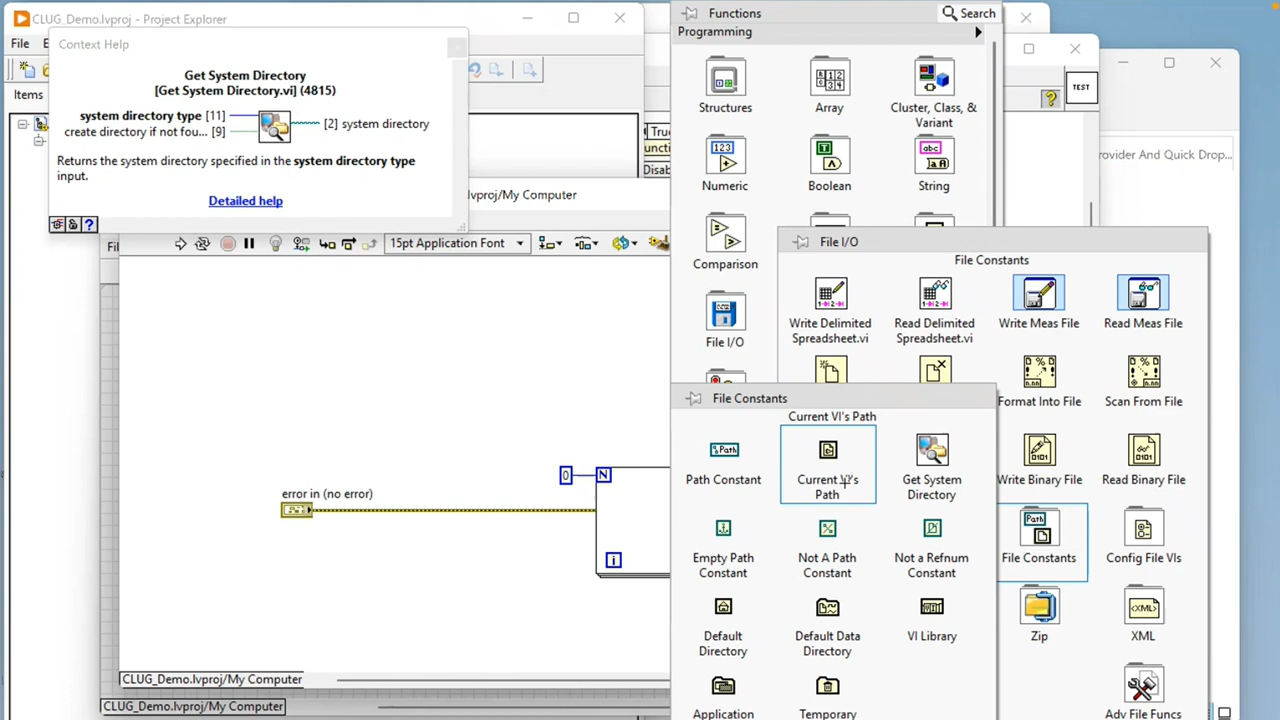 CLUG_Demo.lvproj - Project Explorer
File
Items
Context Help
Get System Directory
[Get System Directory.vi] (4815)
system directory type [11]
create directory if not fou... [9]
[2] system directory
Returns the system directory specified in the system directory type
input.
Detailed help
lvproj/My Computer
15pt Application Font
error in (no error)
0
N
i
CLUG_Demo.lvproj/My Computer
CLUG_Demo.lvproj/My Computer
Functions
Search
Programming
Structures
Array
Cluster, Class, &
Variant
Numeric
Boolean
String
Comparison
File I/O
TEST
rovider And Quick Drop...
File I/O
File Constants
Write Delimited
Spreadsheet.vi
Read Delimited
Spreadsheet.vi
Write Meas File
Read Meas File
Format Into File
Scan From File
Write Binary File
Read Binary File
File Constants
Config File VIs
Zip
XML
Adv File Funcs
File Constants
Current VI's Path
Path Constant
Current VI's
Path
Get System
Directory
Empty Path
Constant
Not A Path
Constant
Not a Refnum
Constant
Default
Directory
Default Data
Directory
VI Library
Application
Temporary